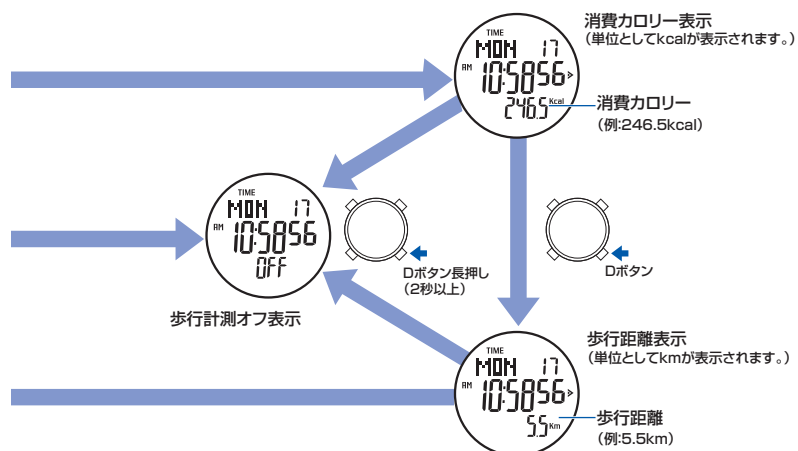 消費カロリー表示
（単位としてkcalが表示されます。）
TIME
MON 17
AM 10:58 56
246.5 Kcal
消費カロリー
（例:246.5kcal）
TIME
MON 17
AM 10:58 56
OFF
Dボタン長押し
（2秒以上）
Dボタン
歩行計測オフ表示
歩行距離表示
（単位としてkmが表示されます。）
TIME
MON 17
AM 10:58 56
5.5 Km
歩行距離
（例:5.5km）